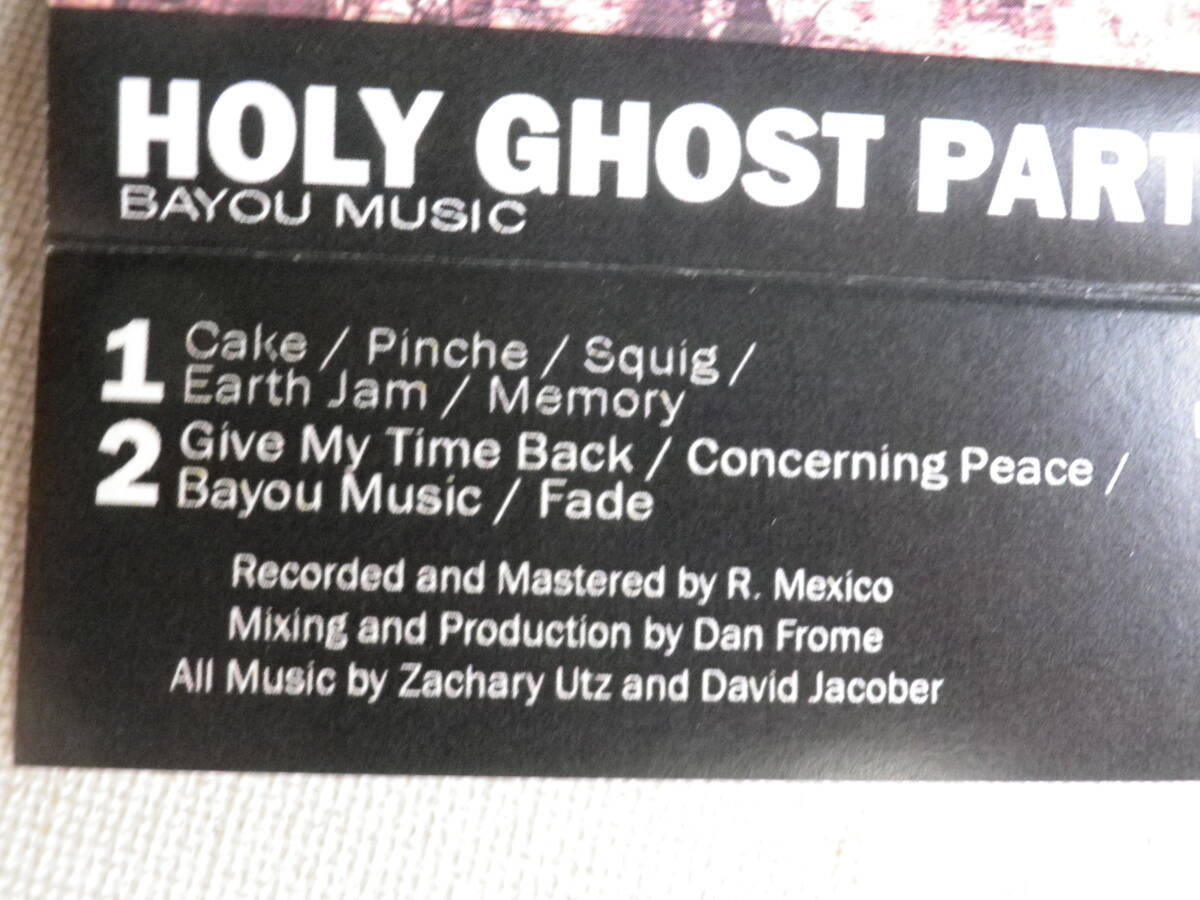 HOLY GHOST PART
BAYOU MUSIC
1 Cake / Pinche / Squig /
Earth Jam / Memory
2 Give My Time Back / Concerning Peace /
Bayou Music / Fade
Recorded and Mastered by R. Mexico
Mixing and Production by Dan Frome
All Music by Zachary Utz and David Jacober